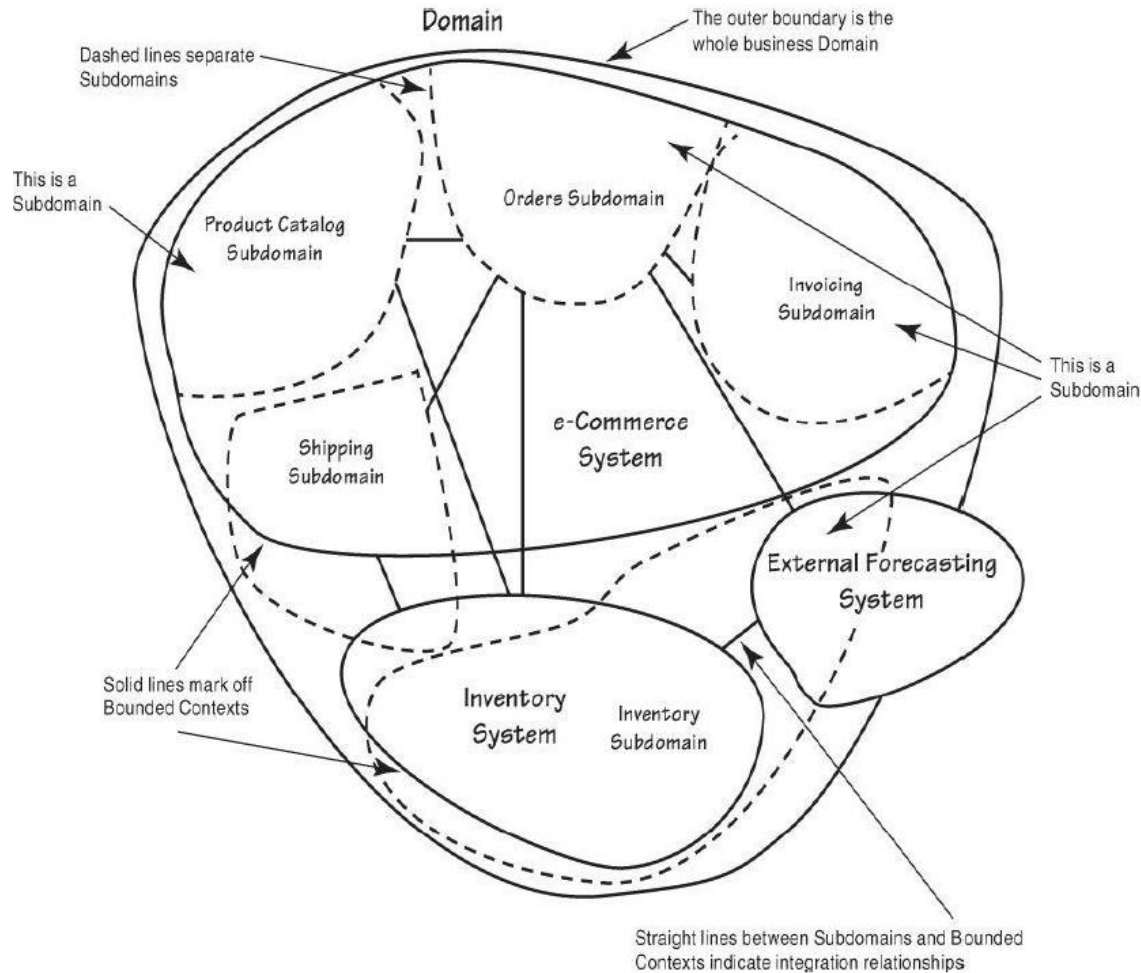 Domain
The outer boundary is the
whole business Domain
Dashed lines separate
Subdomains
This is a
Subdomain
Product Catalog
Subdomain
Orders Subdomain
Invoicing
Subdomain
This is a
Subdomain
e-Commerce
System
Shipping
Subdomain
External Forecasting
System
Solid lines mark off
Bounded Contexts
Inventory
System
Inventory
Subdomain
Straight lines between Subdomains and Bounded
Contexts indicate integration relationships